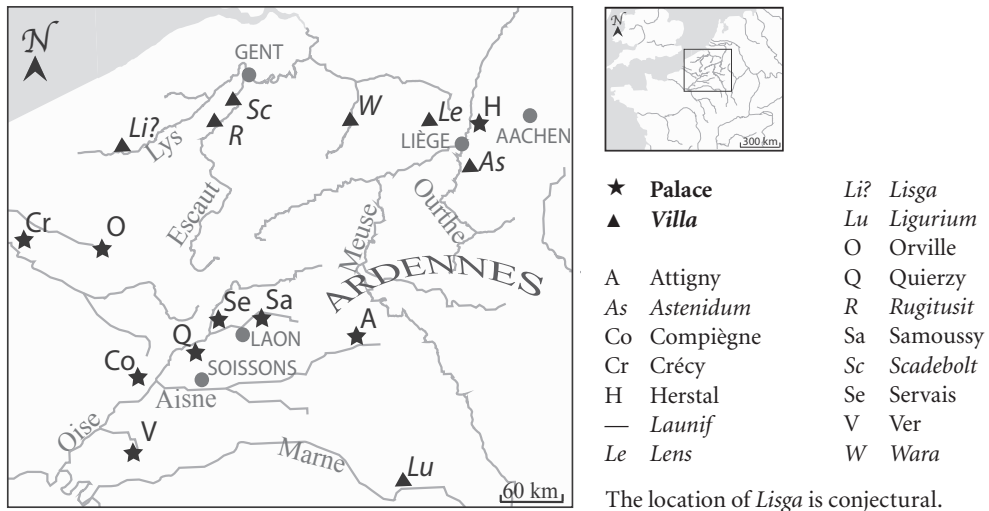 N
GENT
Sc
Li?
R
W
Le
H
LIÈGE
AACHEN
As
Lys
Escaut
Ourthe
Meuse
Cr
O
ARDENNES
Se
Sa
A
Q
LAON
Co
SOISSONS
Aisne
Oise
V
Marne
Lu
60 km
N
300 km
★ Palace
▲ Villa
A Attigny
As Astenidum
Co Compiègne
Cr Crécy
H Herstal
— Launif
Le Lens
Li? Lisga
Lu Ligurium
O Orville
Q Quierzy
R Rugitusit
Sa Samoussy
Sc Scadebolt
Se Servais
V Ver
W Wara
The location of Lisga is conjectural.